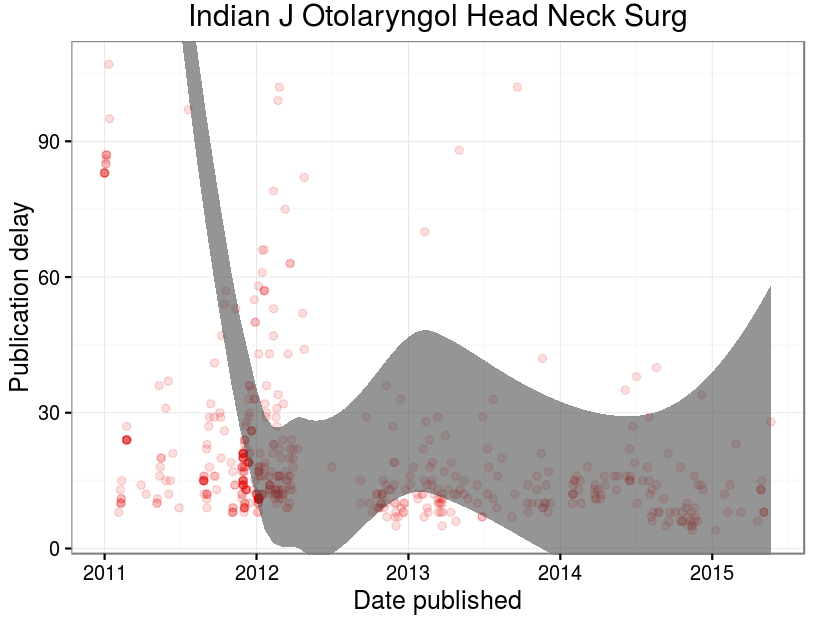 Indian J Otolaryngol Head Neck Surg
Publication delay
90
60
30
0
2011 2012 2013 2014 2015
Date published